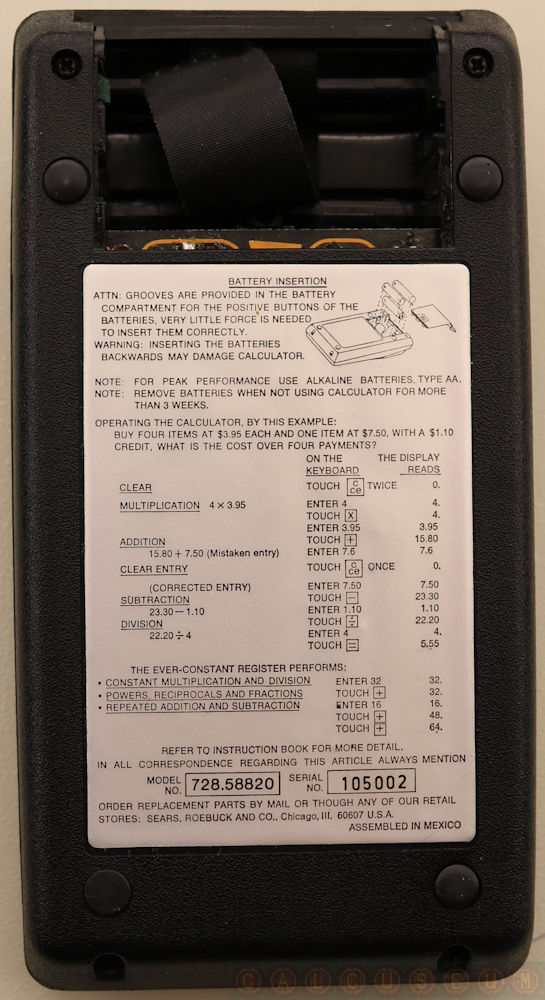 BATTERY INSERTION
ATTN: GROOVES ARE PROVIDED IN THE BATTERY
COMPARTMENT FOR THE POSITIVE BUTTONS OF THE
BATTERIES, VERY LITTLE FORCE IS NEEDED
TO INSERT THEM CORRECTLY.
WARNING: INSERTING THE BATTERIES
BACKWARDS MAY DAMAGE CALCULATOR.
NOTE: FOR PEAK PERFORMANCE USE ALKALINE BATTERIES, TYPE AA.
NOTE: REMOVE BATTERIES WHEN NOT USING CALCULATOR FOR MORE
THAN 3 WEEKS.
OPERATING THE CALCULATOR, BY THIS EXAMPLE:
BUY FOUR ITEMS AT $3.95 EACH AND ONE ITEM AT $7.50, WITH A $1.10
CREDIT, WHAT IS THE COST OVER FOUR PAYMENTS?
ON THE THE DISPLAY
KEYBOARD READS
CLEAR TOUCH c ce TWICE 0.
MULTIPLICATION 4 × 3.95 ENTER 4 4.
TOUCH X 4.
ENTER 3.95 3.95
ADDITION TOUCH + 15.80
15.80 + 7.50 (Mistaken entry) ENTER 7.6 7.6
CLEAR ENTRY TOUCH c ce ONCE 0.
(CORRECTED ENTRY) ENTER 7.50 7.50
SUBTRACTION TOUCH − 23.30
23.30 − 1.10 ENTER 1.10 1.10
DIVISION TOUCH ÷ 22.20
22.20 ÷ 4 ENTER 4 4.
TOUCH = 5.55
THE EVER-CONSTANT REGISTER PERFORMS:
• CONSTANT MULTIPLICATION AND DIVISION ENTER 32 32.
• POWERS, RECIPROCALS AND FRACTIONS TOUCH + 32.
• REPEATED ADDITION AND SUBTRACTION ENTER 16 16.
TOUCH + 48.
TOUCH + 64.
REFER TO INSTRUCTION BOOK FOR MORE DETAIL.
IN ALL CORRESPONDENCE REGARDING THIS ARTICLE ALWAYS MENTION
MODEL NO. 728.58820 SERIAL NO. 105002
ORDER REPLACEMENT PARTS BY MAIL OR THOUGH ANY OF OUR RETAIL
STORES: SEARS, ROEBUCK AND CO., Chicago, Ill. 60607 U.S.A.
ASSEMBLED IN MEXICO
CALCUSEUM